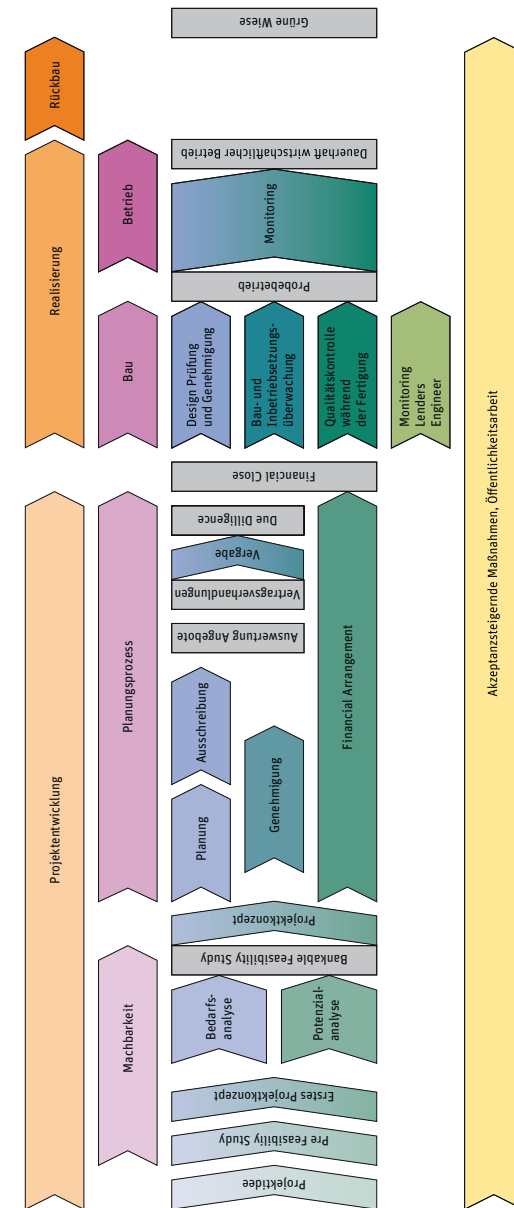 Projektentwicklung
Realisierung
Rückbau
Machbarkeit
Planungsprozess
Bau
Betrieb
Projektidee
Pre Feasibility Study
Erstes Projektkonzept
Bedarfs-
analyse
Potenzial-
analyse
Bankable Feasibility Study
Projektkonzept
Planung
Ausschreibung
Genehmigung
Financial Arrangement
Auswertung Angebote
Vertragsverhandlungen
Vergabe
Due Dilligence
Financial Close
Design Prüfung
und Genehmigung
Bau- und
Inbetriebsetzungs-
überwachung
Qualitätskontrolle
während
der Fertigung
Monitoring
Lenders
Engineer
Probebetrieb
Monitoring
Dauerhaft wirtschaftlicher Betrieb
Grüne Wiese
Akzeptanzsteigernde Maßnahmen, Öffentlichkeitsarbeit